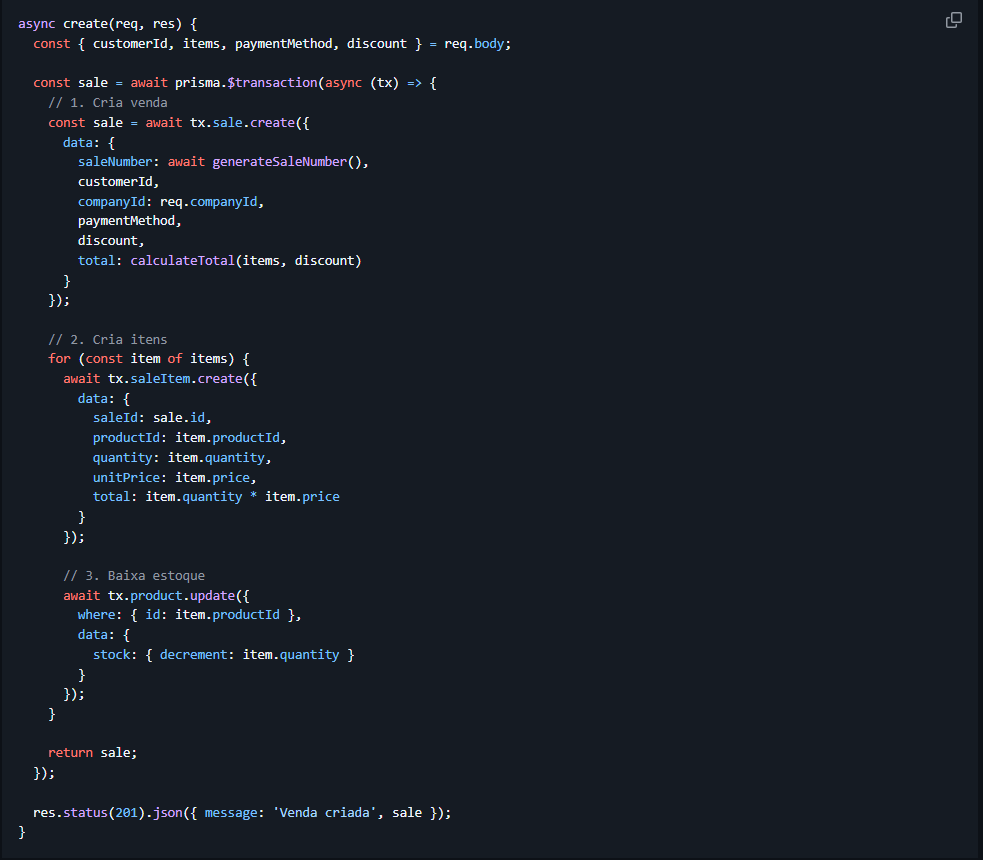 async create(req, res) {
  const { customerId, items, paymentMethod, discount } = req.body;

  const sale = await prisma.$transaction(async (tx) => {
    // 1. Cria venda
    const sale = await tx.sale.create({
      data: {
        saleNumber: await generateSaleNumber(),
        customerId,
        companyId: req.companyId,
        paymentMethod,
        discount,
        total: calculateTotal(items, discount)
      }
    });

    // 2. Cria itens
    for (const item of items) {
      await tx.saleItem.create({
        data: {
          saleId: sale.id,
          productId: item.productId,
          quantity: item.quantity,
          unitPrice: item.price,
          total: item.quantity * item.price
        }
      });

      // 3. Baixa estoque
      await tx.product.update({
        where: { id: item.productId },
        data: {
          stock: { decrement: item.quantity }
        }
      });
    }

    return sale;
  });

  res.status(201).json({ message: 'Venda criada', sale });
}